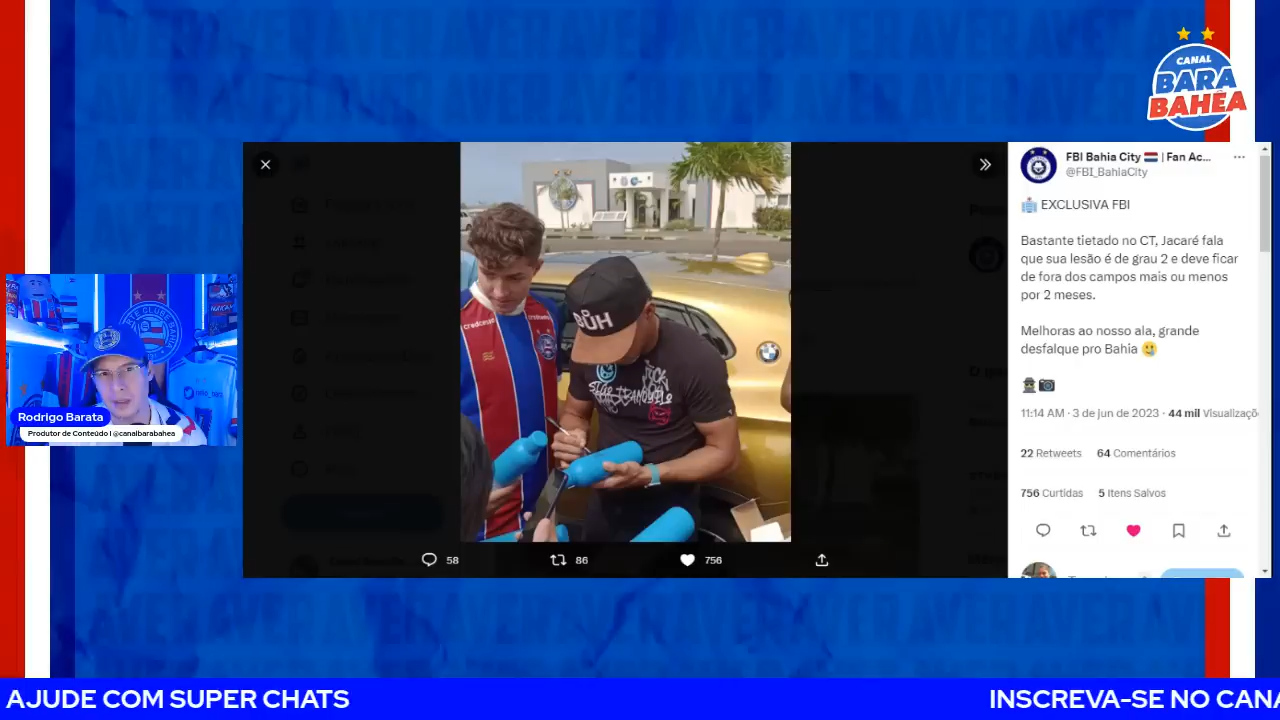 CANAL
BARA
BAHÊA
FBI Bahia City 🇳🇱 | Fan Ac...
@FBI_BahiaCity
EXCLUSIVA FBI
Bastante tietado no CT, Jacaré fala
que sua lesão é de grau 2 e deve ficar
de fora dos campos mais ou menos
por 2 meses.
Melhoras ao nosso ala, grande
desfalque pro Bahia 🥲
11:14 AM · 3 de jun de 2023 · 44 mil Visualizaçõ
22 Retweets 64 Comentários
756 Curtidas 5 Itens Salvos
BÜH
credcesso
58 86 756
Rodrigo Barata
Produtor de Conteúdo | @canalbarabahea
AJUDE COM SUPER CHATS
INSCREVA-SE NO CANA